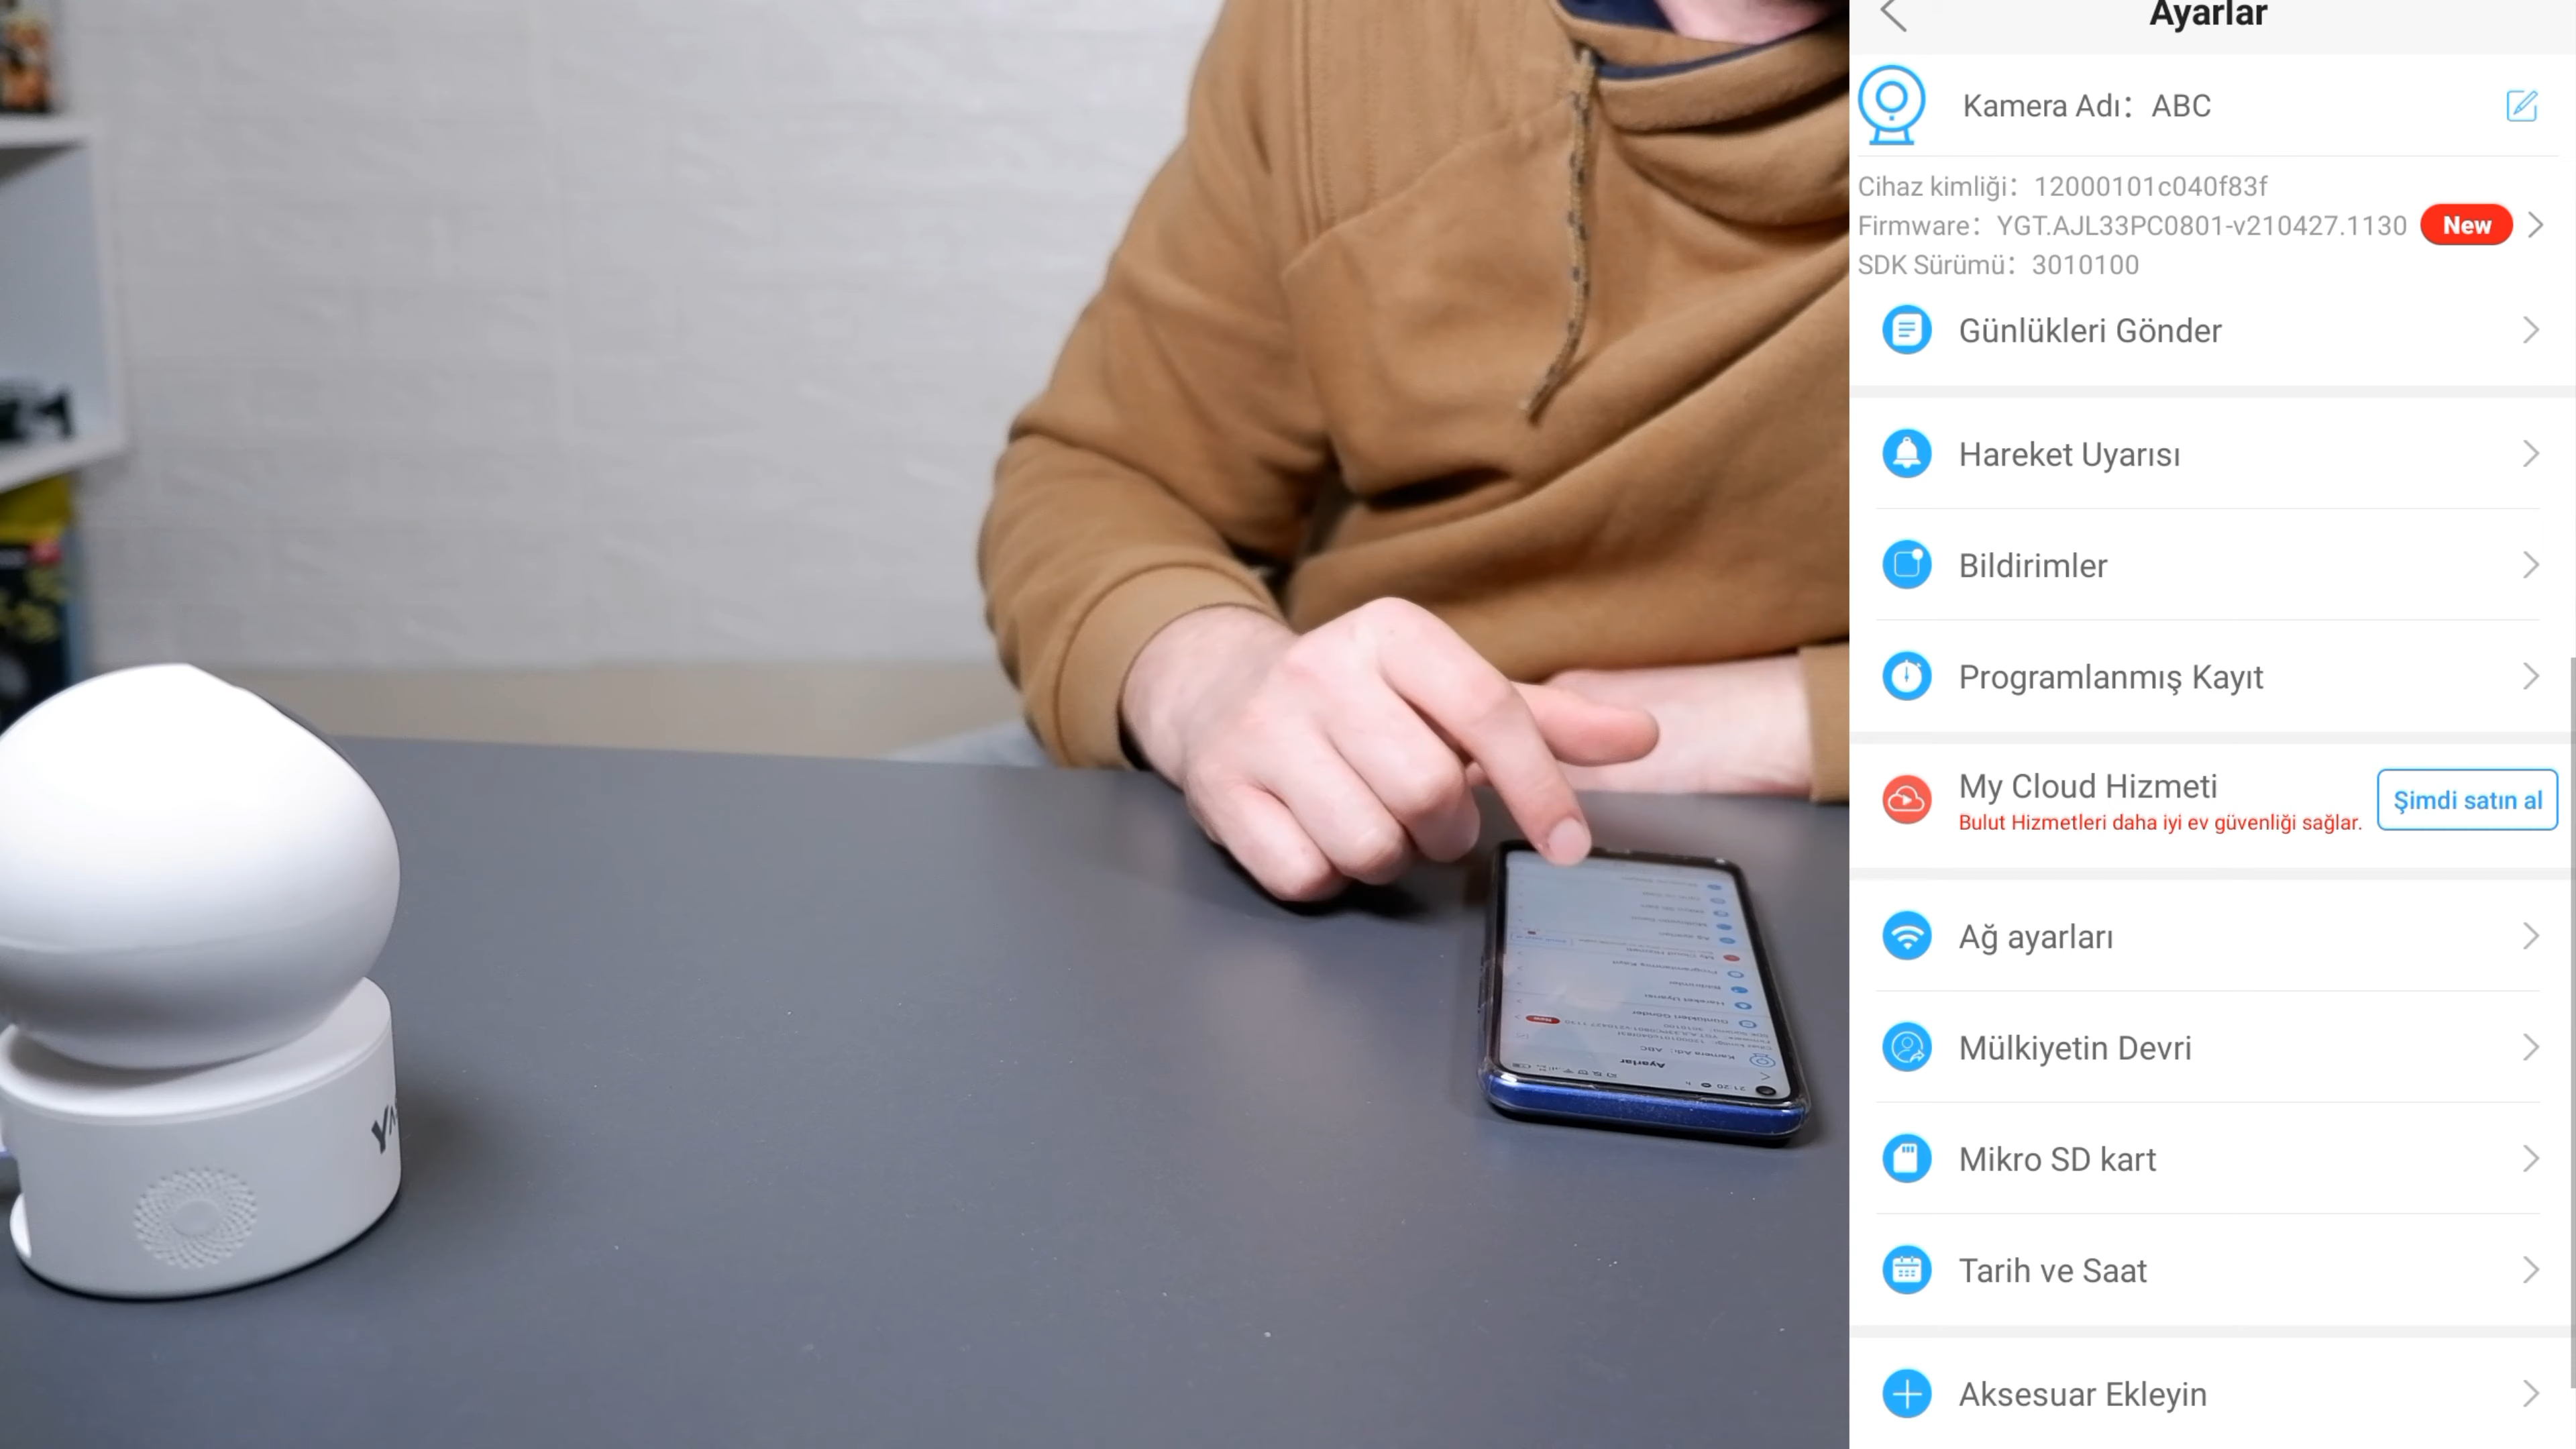 Ayarlar
Kamera Adı: ABC
Cihaz kimliği: 12000101c040f83f
Firmware: YGT.AJL33PC0801-v210427.1130 New
SDK Sürümü: 3010100
Günlükleri Gönder
Hareket Uyarısı
Bildirimler
Programlanmış Kayıt
My Cloud Hizmeti
Bulut Hizmetleri daha iyi ev güvenliği sağlar.
Şimdi satın al
Ağ ayarları
Mülkiyetin Devri
Mikro SD kart
Tarih ve Saat
Aksesuar Ekleyin